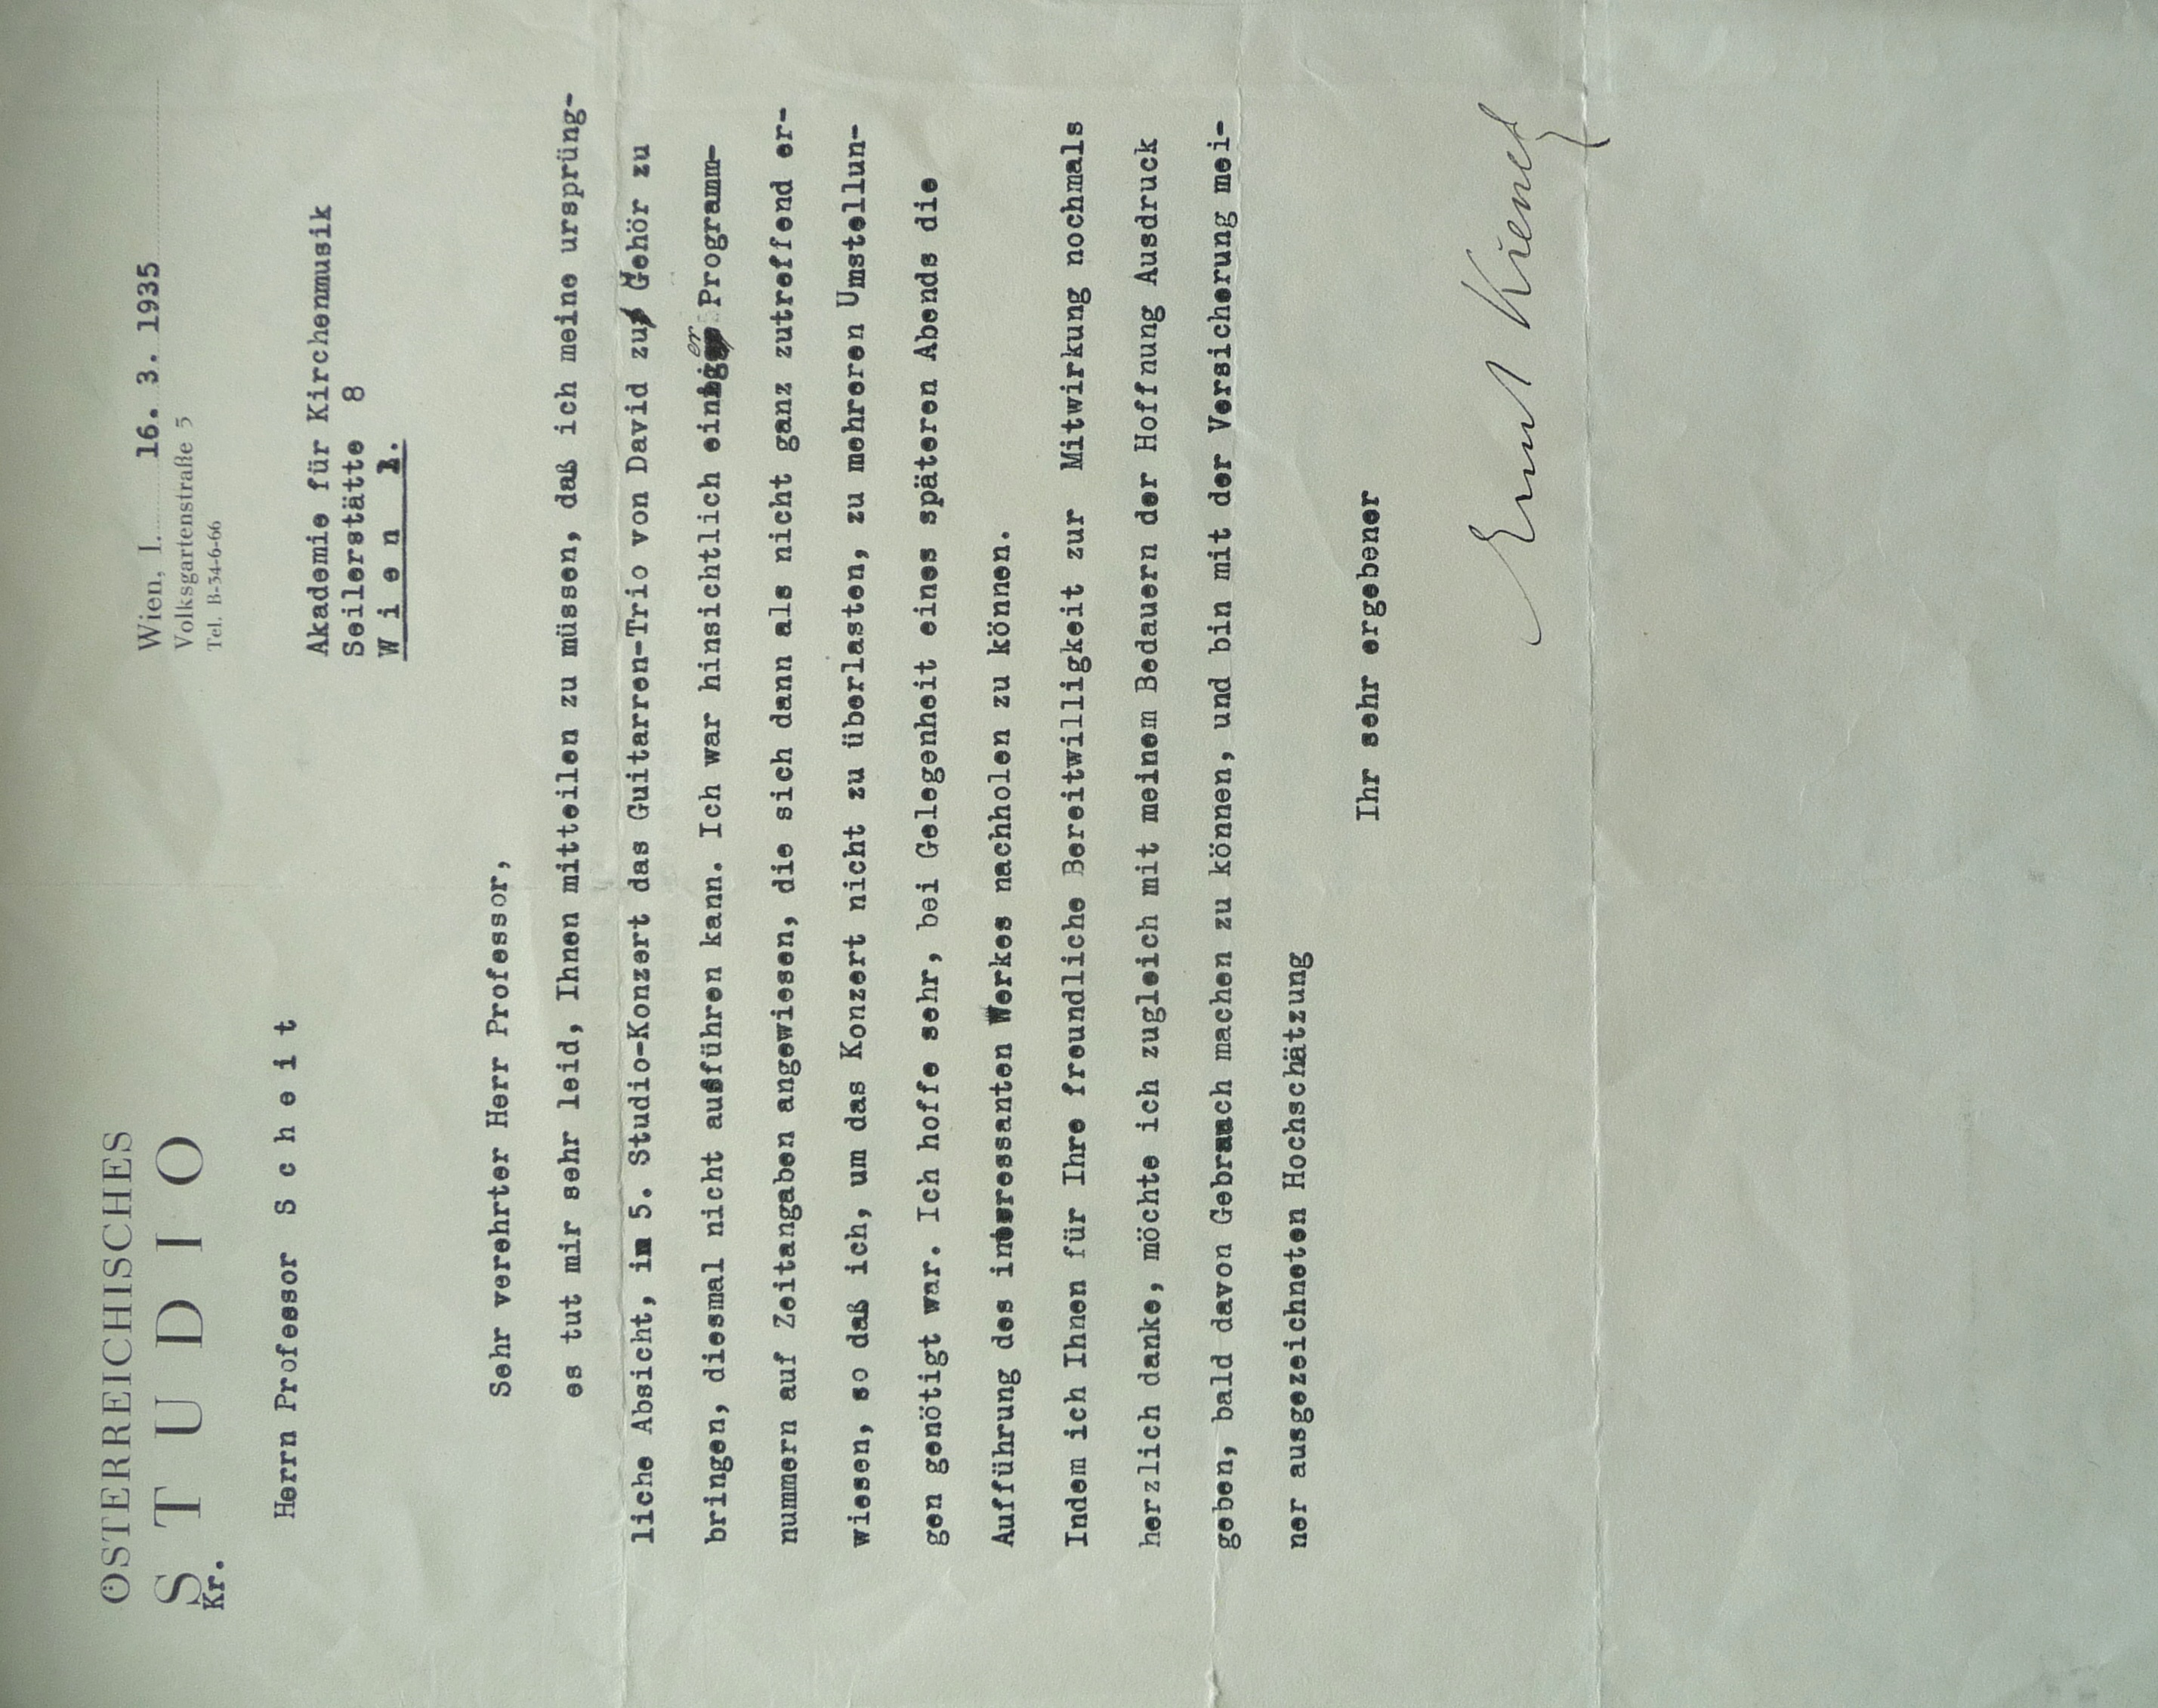 ÖSTERREICHISCHES
STUDIO
Kr.
Wien, I. 16. 3. 1935
Volksgartenstraße 5
Tel. B-34-6-66
Herrn Professor S c h e i t
Akademie für Kirchenmusik
Seilerstätte 8
W i e n 1.
Sehr verehrter Herr Professor,
es tut mir sehr leid, Ihnen mitteilen zu müssen, daß ich meine ursprüng-
liche Absicht, im 5. Studio-Konzert das Guitarren-Trio von David zu Gehör zu
bringen, diesmal nicht ausführen kann. Ich war hinsichtlich einiger Programm-
nummern auf Zeitangaben angewiesen, die sich dann als nicht ganz zutreffend er-
wiesen, so daß ich, um das Konzert nicht zu überlasten, zu mehreren Umstellun-
gen genötigt war. Ich hoffe sehr, bei Gelegenheit eines späteren Abends die
Aufführung des interessanten Werkes nachholen zu können.
Indem ich Ihnen für Ihre freundliche Bereitwilligkeit zur Mitwirkung nochmals
herzlich danke, möchte ich zugleich mit meinem Bedauern der Hoffnung Ausdruck
geben, bald davon Gebrauch machen zu können, und bin mit der Versicherung mei-
ner ausgezeichneten Hochschätzung
Ihr sehr ergebener
Ernst Krenek